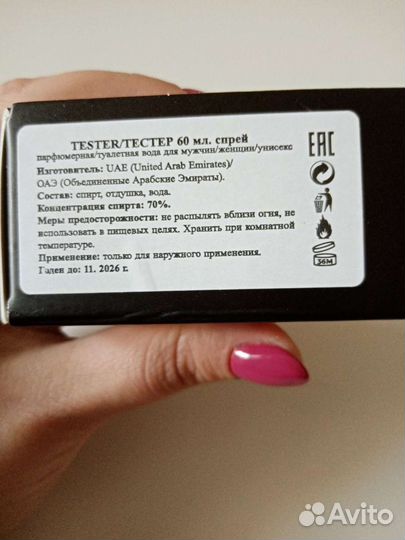 TESTER/ТЕСТЕР 60 мл. спрей
парфюмерная/туалетная вода для мужчин/женщин/унисекс
Изготовитель: UAE (United Arab Emirates)/
ОАЭ (Объединенные Арабские Эмираты).
Состав: спирт, отдушка, вода.
Концентрация спирта: 70%.
Меры предосторожности: не распылять вблизи огня, не
использовать в пищевых целях. Хранить при комнатной
температуре.
Применение: только для наружного применения.
Годен до: 11. 2026 г.
EAC
36M
Avito